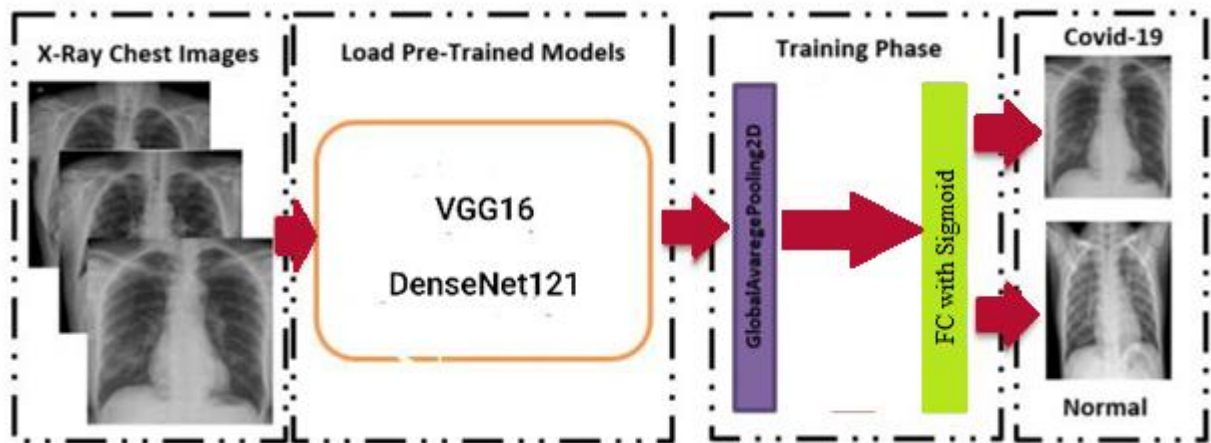 X-Ray Chest Images
Load Pre-Trained Models
VGG16
DenseNet121
Training Phase
GlobalAvaregePooling2D
FC with Sigmoid
Covid-19
Normal